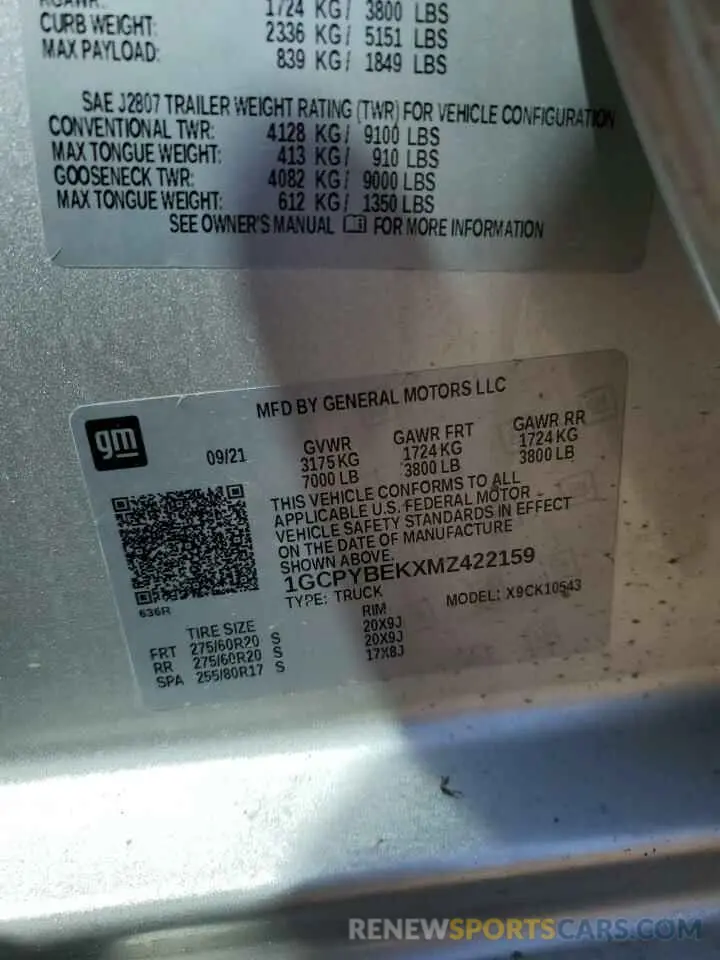 RGAWR: 1724 KG/ 3800 LBS
CURB WEIGHT: 2336 KG/ 5151 LBS
MAX PAYLOAD: 839 KG/ 1849 LBS
SAE J2807 TRAILER WEIGHT RATING (TWR) FOR VEHICLE CONFIGURATION
CONVENTIONAL TWR: 4128 KG/ 9100 LBS
MAX TONGUE WEIGHT: 413 KG/ 910 LBS
GOOSENECK TWR: 4082 KG/ 9000 LBS
MAX TONGUE WEIGHT: 612 KG/ 1350 LBS
SEE OWNER'S MANUAL FOR MORE INFORMATION
MFD BY GENERAL MOTORS LLC
gm
09/21 GVWR GAWR FRT GAWR RR
3175 KG 1724 KG 1724 KG
7000 LB 3800 LB 3800 LB
THIS VEHICLE CONFORMS TO ALL
APPLICABLE U.S. FEDERAL MOTOR
VEHICLE SAFETY STANDARDS IN EFFECT
ON THE DATE OF MANUFACTURE
SHOWN ABOVE.
1GCPYBEKXMZ422159
TYPE: TRUCK MODEL: X9CK10543
636R
TIRE SIZE RIM
FRT 275/60R20 S 20X9J
RR 275/60R20 S 20X9J
SPA 255/80R17 S 17X8J
RENEWSPORTSCARS.COM